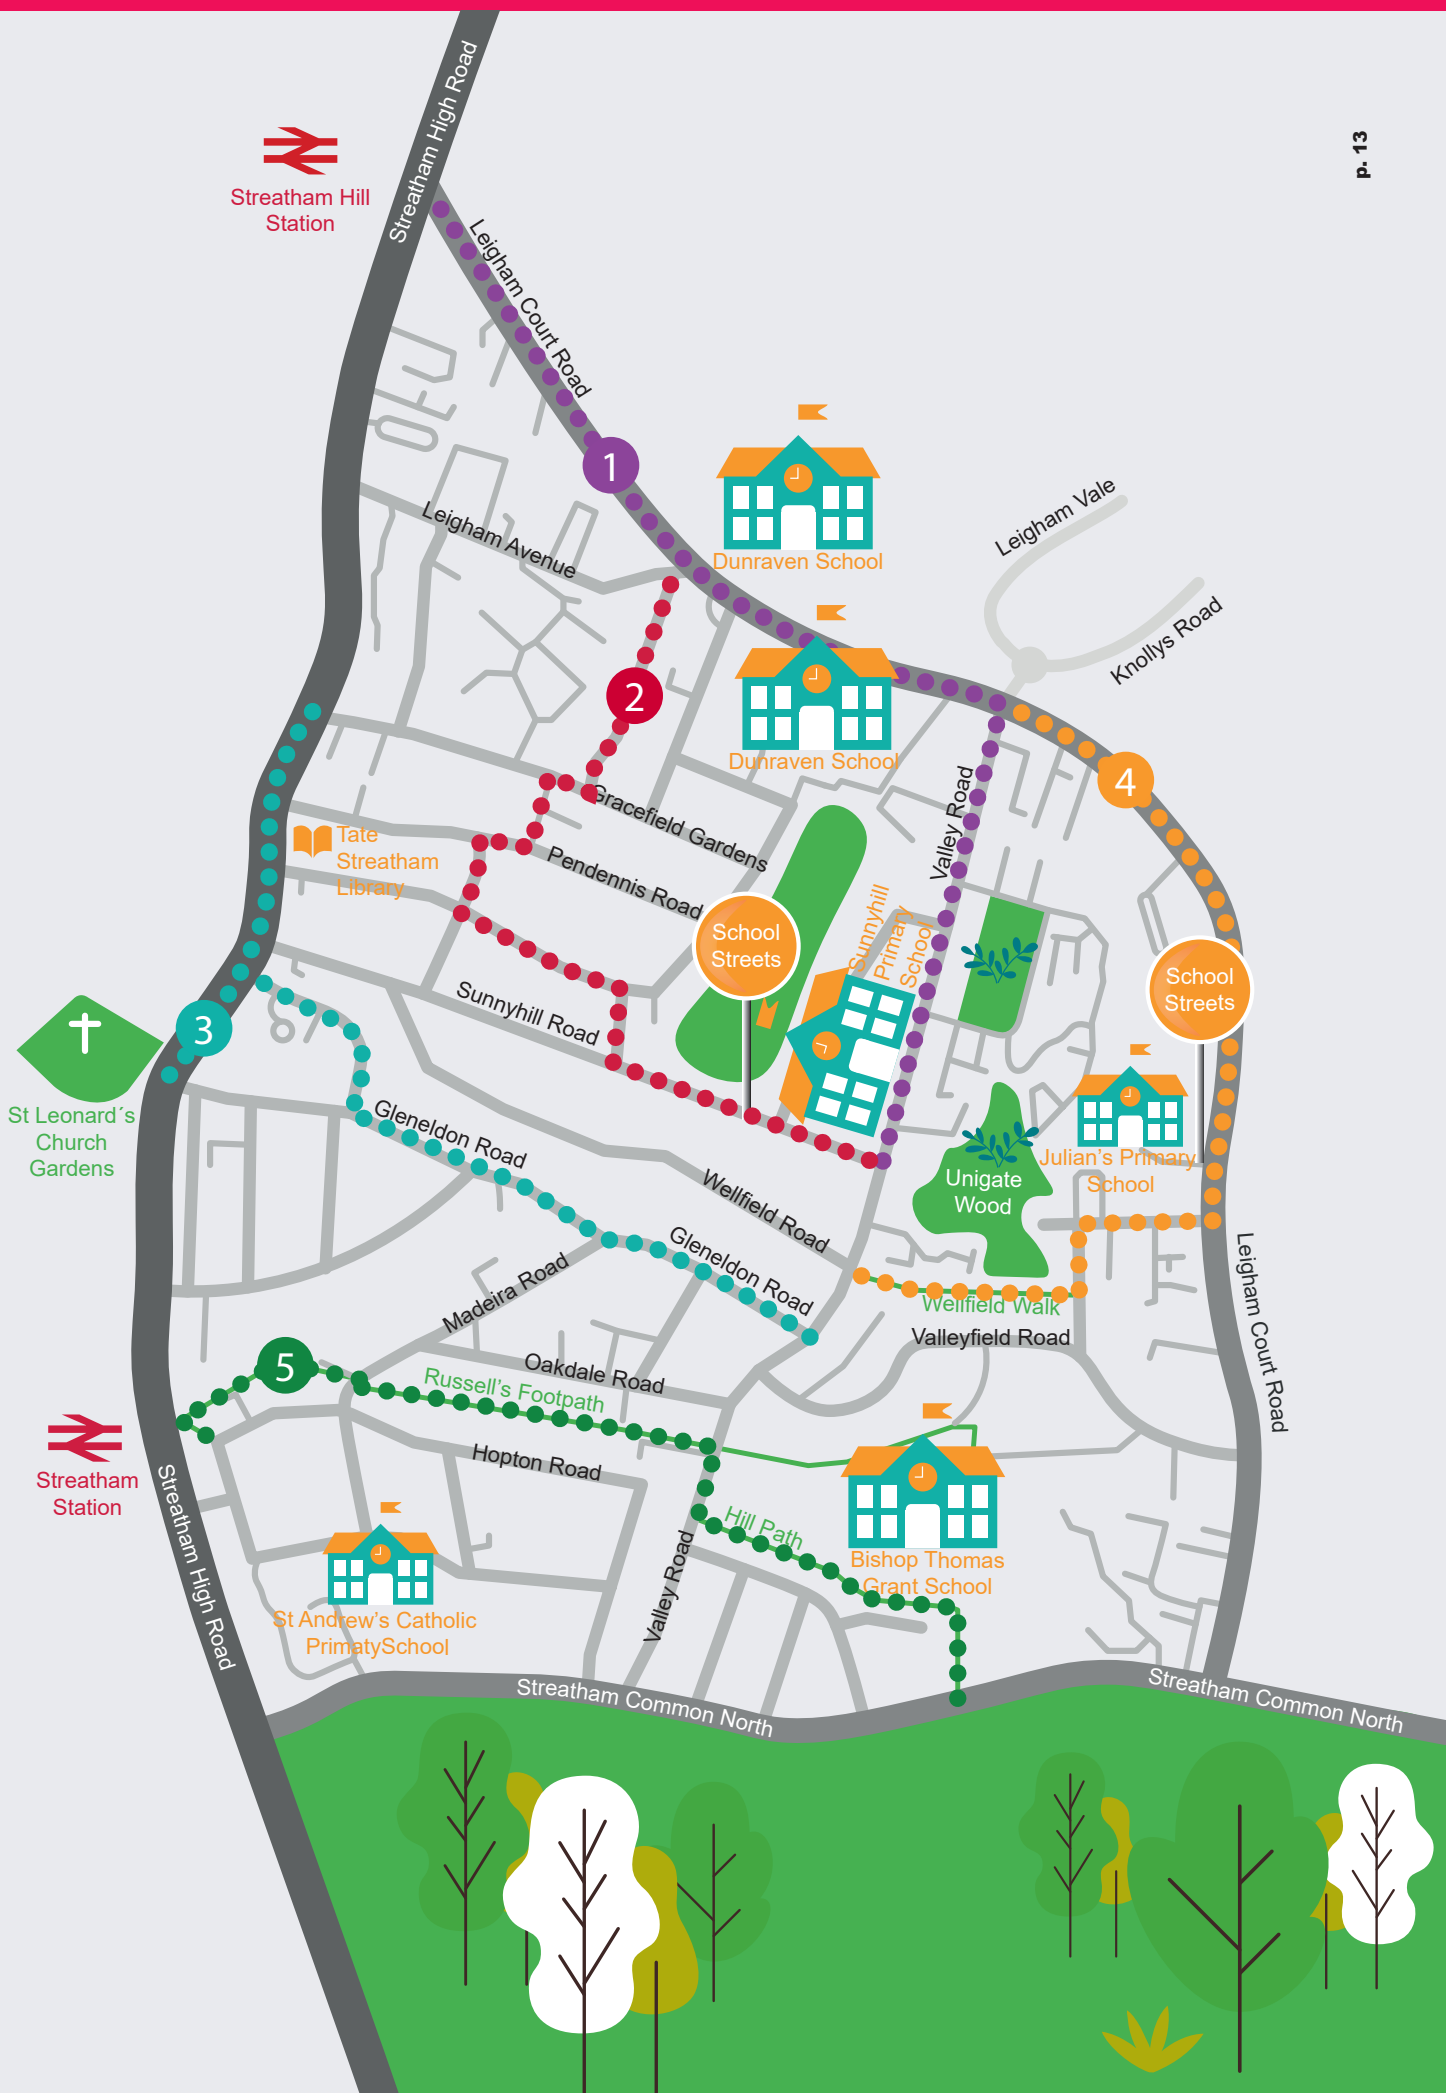 Streatham High Road
p. 13
Streatham Hill
Station
Leigham Court Road
1
Dunraven School
Leigham Vale
Leigham Avenue
Knollys Road
2
Dunraven School
4
Valley Road
Gracefield Gardens
Tate
Streatham
Library
Pendennis Road
School
Streets
Sunnyhill
Primary
School
School
Streets
Sunnyhill Road
3
St Leonard´s
Church
Gardens
Gleneldon Road
Julian's Primary
School
Unigate
Wood
Wellfield Road
Gleneldon Road
Madeira Road
Leigham Court Road
Wellfield Walk
Valleyfield Road
5
Oakdale Road
Russell's Footpath
Hopton Road
Streatham
Station
Streatham High Road
Hill Path
Valley Road
Bishop Thomas
Grant School
St Andrew's Catholic
PrimatySchool
Streatham Common North
Streatham Common North